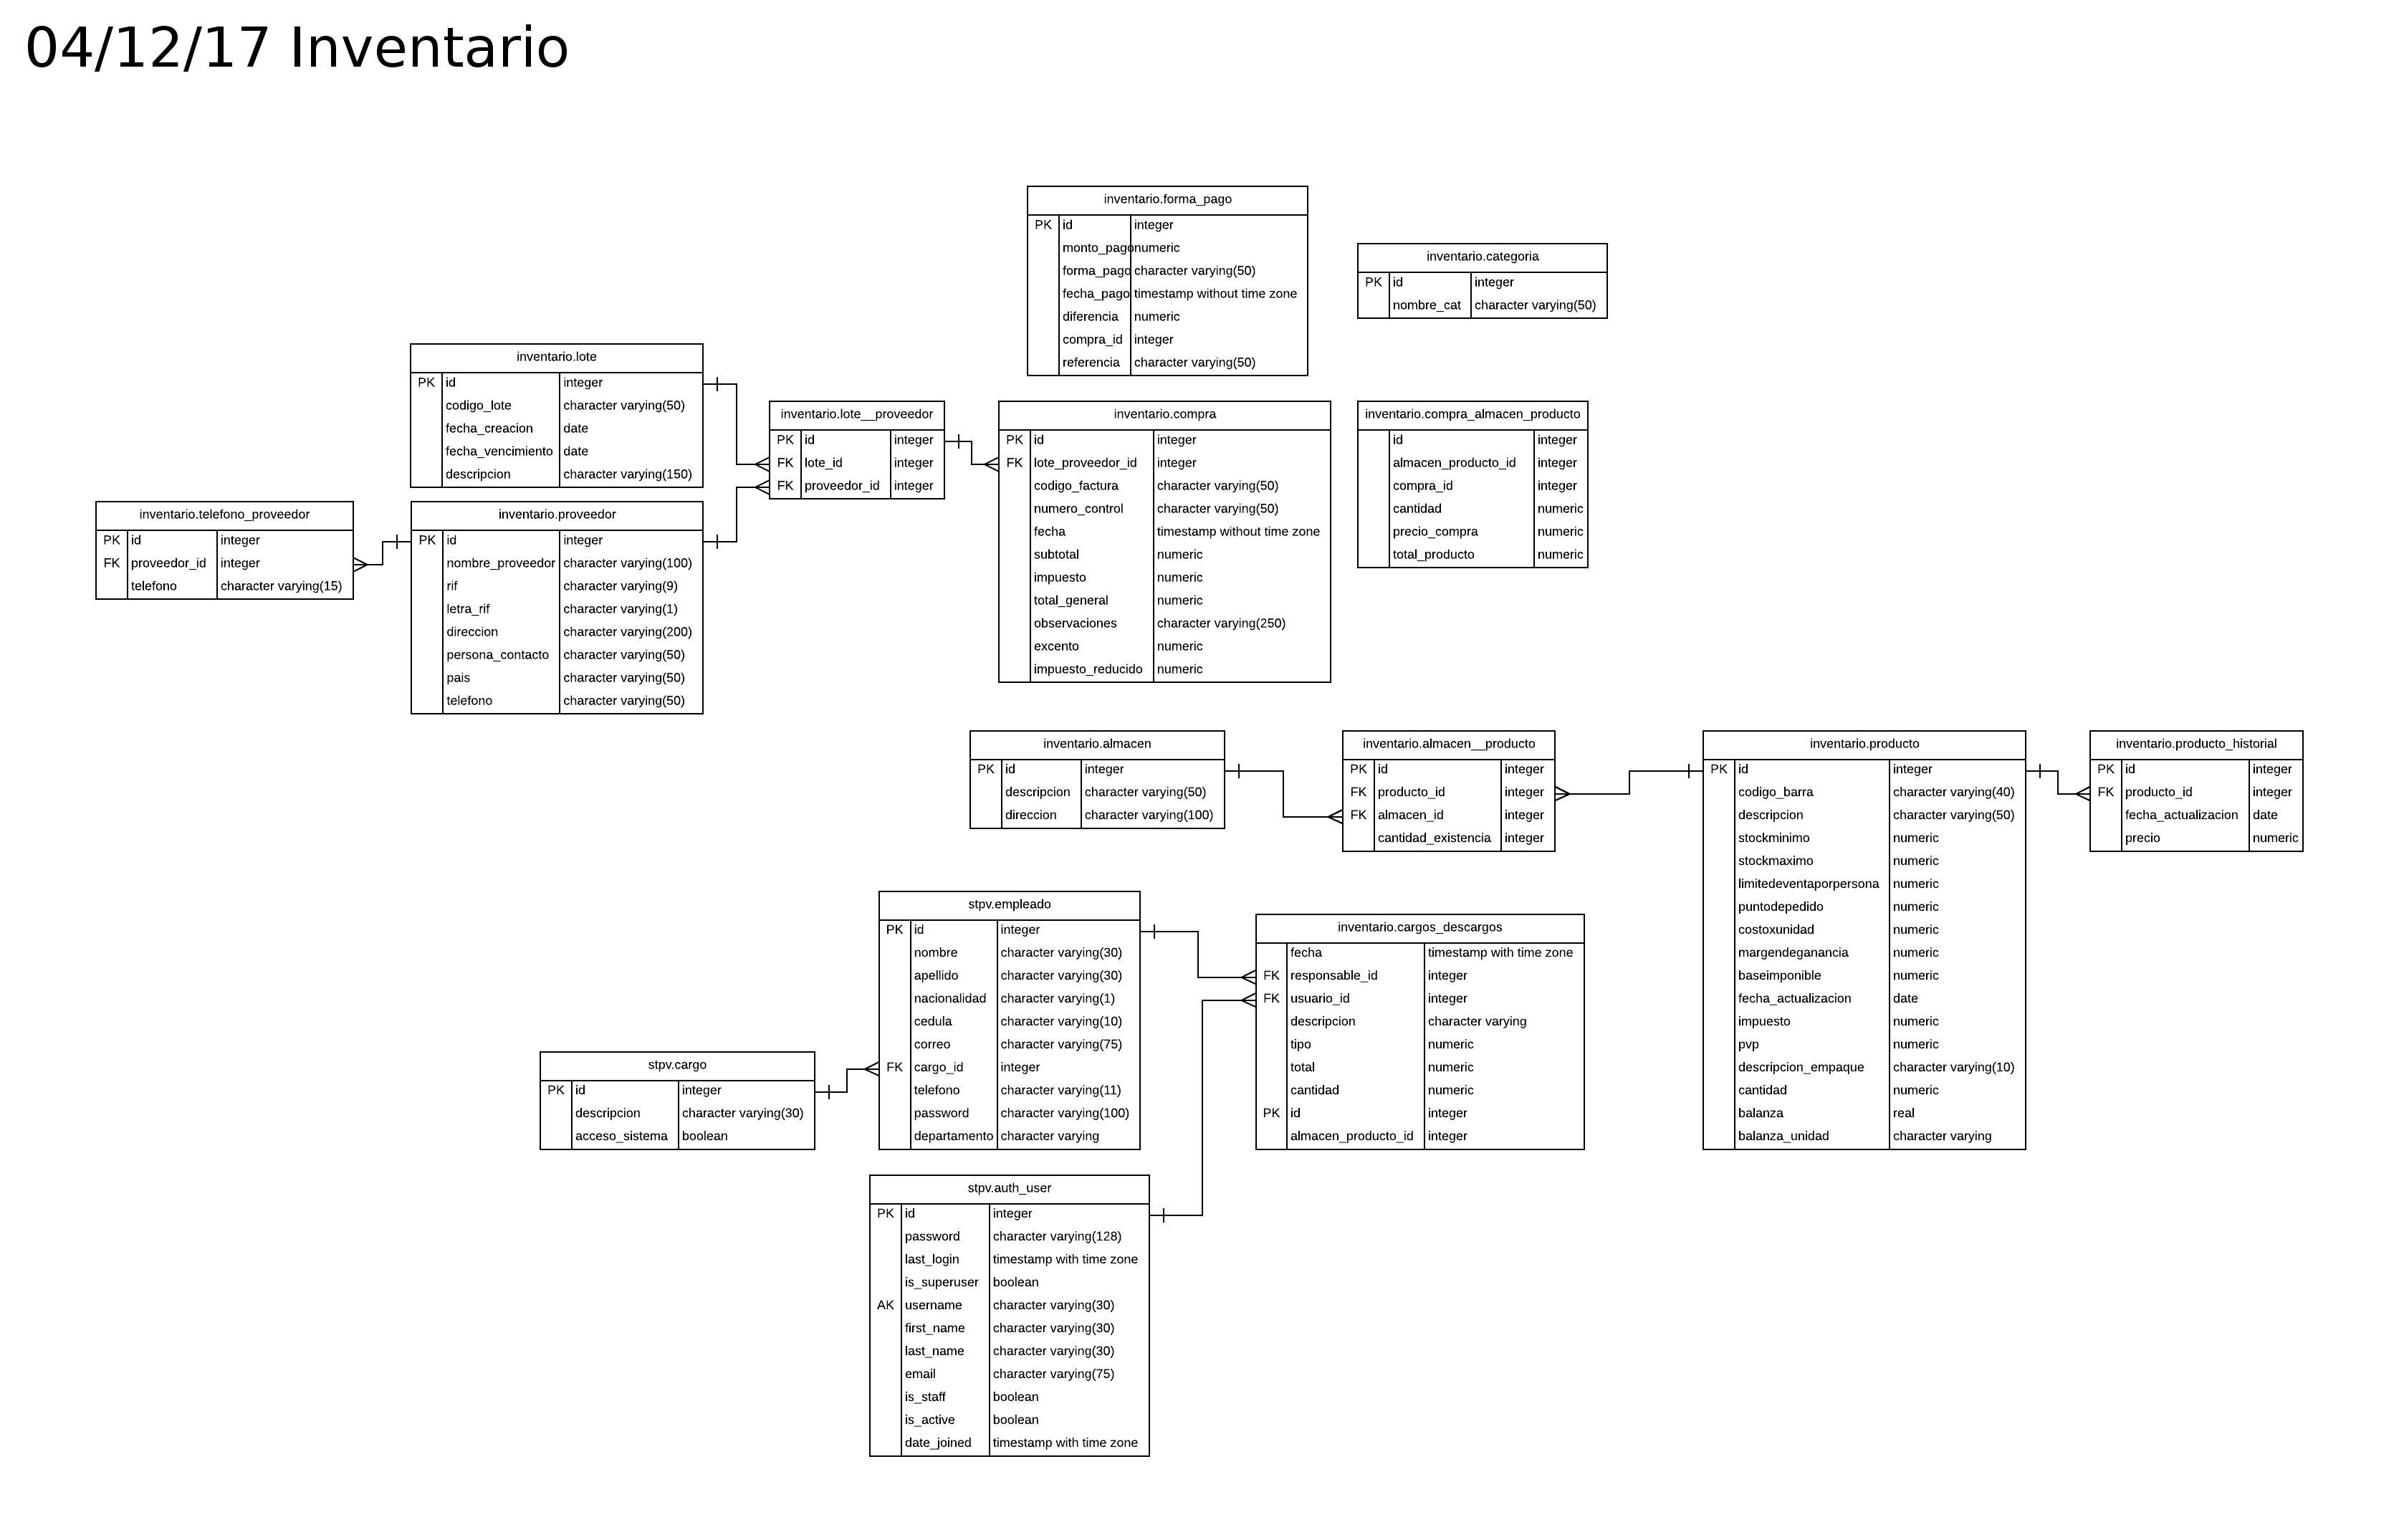 04/12/17 Inventario
inventario.forma_pago
PK id integer
monto_pago numeric
forma_pago character varying(50)
fecha_pago timestamp without time zone
diferencia numeric
compra_id integer
referencia character varying(50)
inventario.categoria
PK id integer
nombre_cat character varying(50)
inventario.lote
PK id integer
codigo_lote character varying(50)
fecha_creacion date
fecha_vencimiento date
descripcion character varying(150)
inventario.lote__proveedor
PK id integer
FK lote_id integer
FK proveedor_id integer
inventario.compra
PK id integer
FK lote_proveedor_id integer
codigo_factura character varying(50)
numero_control character varying(50)
fecha timestamp without time zone
subtotal numeric
impuesto numeric
total_general numeric
observaciones character varying(250)
excento numeric
impuesto_reducido numeric
inventario.compra_almacen_producto
id integer
almacen_producto_id integer
compra_id integer
cantidad numeric
precio_compra numeric
total_producto numeric
inventario.telefono_proveedor
PK id integer
FK proveedor_id integer
telefono character varying(15)
inventario.proveedor
PK id integer
nombre_proveedor character varying(100)
rif character varying(9)
letra_rif character varying(1)
direccion character varying(200)
persona_contacto character varying(50)
pais character varying(50)
telefono character varying(50)
inventario.almacen
PK id integer
descripcion character varying(50)
direccion character varying(100)
inventario.almacen__producto
PK id integer
FK producto_id integer
FK almacen_id integer
cantidad_existencia integer
inventario.producto
PK id integer
codigo_barra character varying(40)
descripcion character varying(50)
stockminimo numeric
stockmaximo numeric
limitedeventaporpersona numeric
puntodepedido numeric
costoxunidad numeric
margendeganancia numeric
baseimponible numeric
fecha_actualizacion date
impuesto numeric
pvp numeric
descripcion_empaque character varying(10)
cantidad numeric
balanza real
balanza_unidad character varying
inventario.producto_historial
PK id integer
FK producto_id integer
fecha_actualizacion date
precio numeric
stpv.empleado
PK id integer
nombre character varying(30)
apellido character varying(30)
nacionalidad character varying(1)
cedula character varying(10)
correo character varying(75)
FK cargo_id integer
telefono character varying(11)
password character varying(100)
departamento character varying
inventario.cargos_descargos
fecha timestamp with time zone
FK responsable_id integer
FK usuario_id integer
descripcion character varying
tipo numeric
total numeric
cantidad numeric
PK id integer
almacen_producto_id integer
stpv.cargo
PK id integer
descripcion character varying(30)
acceso_sistema boolean
stpv.auth_user
PK id integer
password character varying(128)
last_login timestamp with time zone
is_superuser boolean
AK username character varying(30)
first_name character varying(30)
last_name character varying(30)
email character varying(75)
is_staff boolean
is_active boolean
date_joined timestamp with time zone